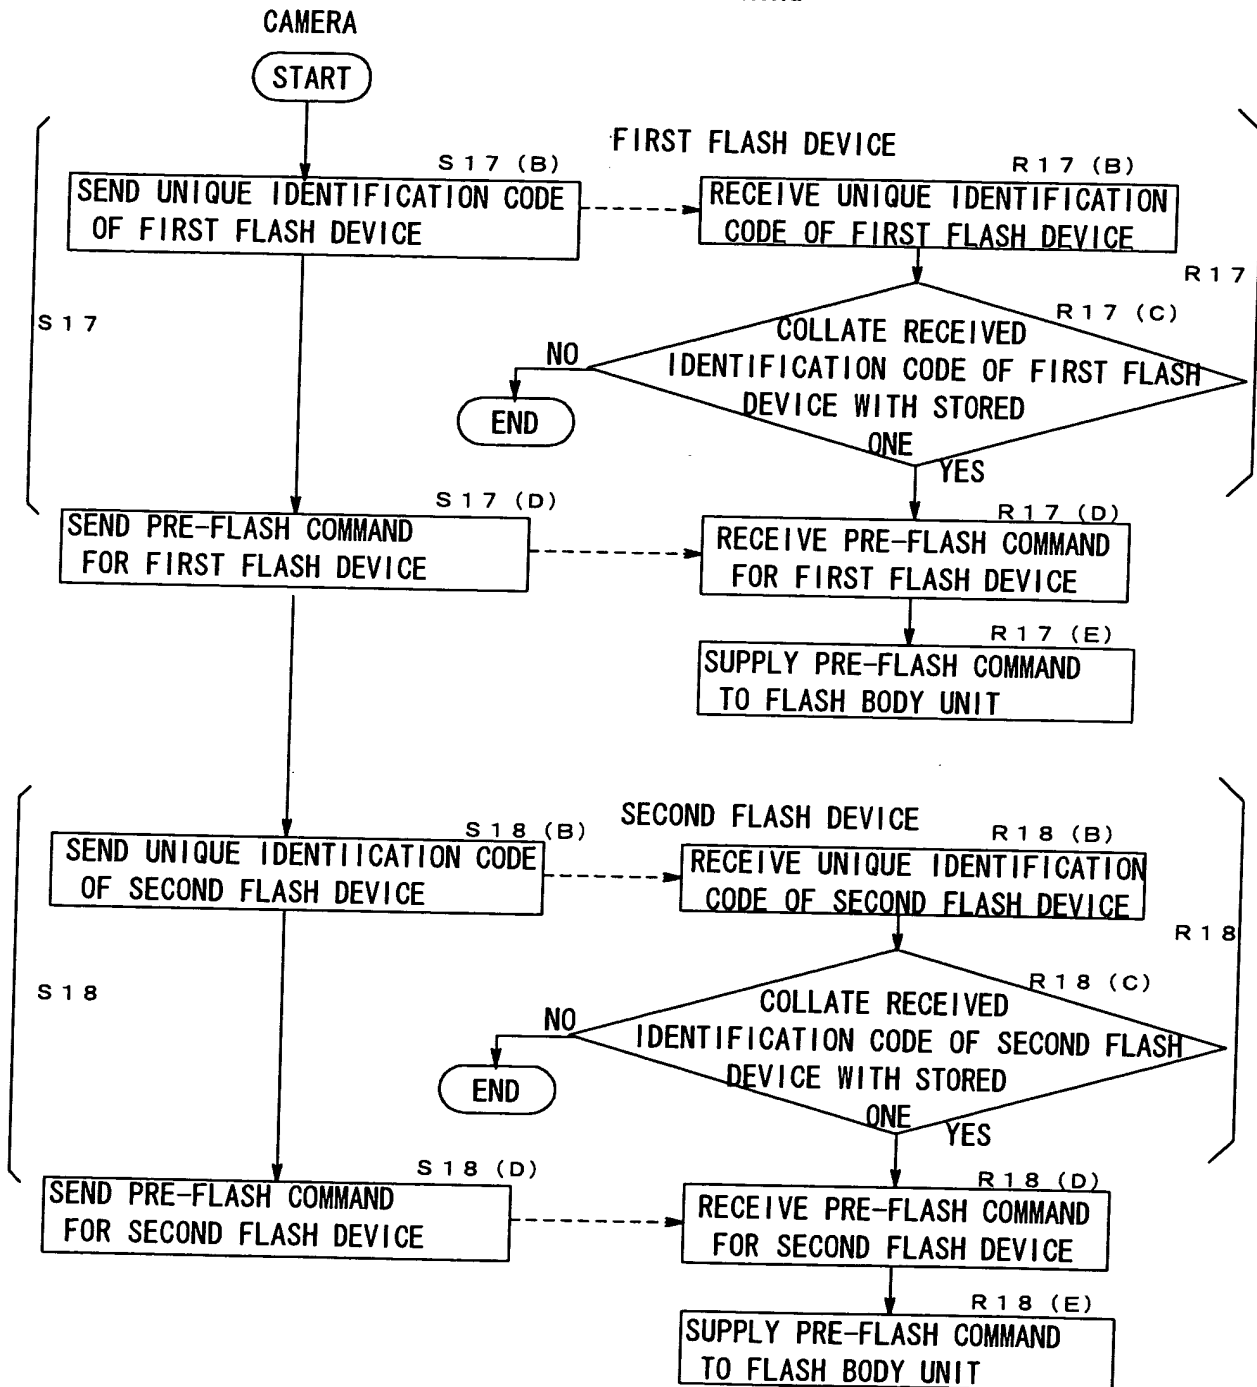 CAMERA
START
FIRST FLASH DEVICE
S17 (B)
R17 (B)
SEND UNIQUE IDENTIFICATION CODE
OF FIRST FLASH DEVICE
RECEIVE UNIQUE IDENTIFICATION
CODE OF FIRST FLASH DEVICE
R17
S17
R17 (C)
COLLATE RECEIVED
IDENTIFICATION CODE OF FIRST FLASH
DEVICE WITH STORED
ONE
NO
END
YES
S17 (D)
R17 (D)
SEND PRE-FLASH COMMAND
FOR FIRST FLASH DEVICE
RECEIVE PRE-FLASH COMMAND
FOR FIRST FLASH DEVICE
R17 (E)
SUPPLY PRE-FLASH COMMAND
TO FLASH BODY UNIT
SECOND FLASH DEVICE
S18 (B)
R18 (B)
SEND UNIQUE IDENTIICATION CODE
OF SECOND FLASH DEVICE
RECEIVE UNIQUE IDENTIFICATION
CODE OF SECOND FLASH DEVICE
R18
S18
R18 (C)
COLLATE RECEIVED
IDENTIFICATION CODE OF SECOND FLASH
DEVICE WITH STORED
ONE
NO
END
YES
S18 (D)
R18 (D)
SEND PRE-FLASH COMMAND
FOR SECOND FLASH DEVICE
RECEIVE PRE-FLASH COMMAND
FOR SECOND FLASH DEVICE
R18 (E)
SUPPLY PRE-FLASH COMMAND
TO FLASH BODY UNIT